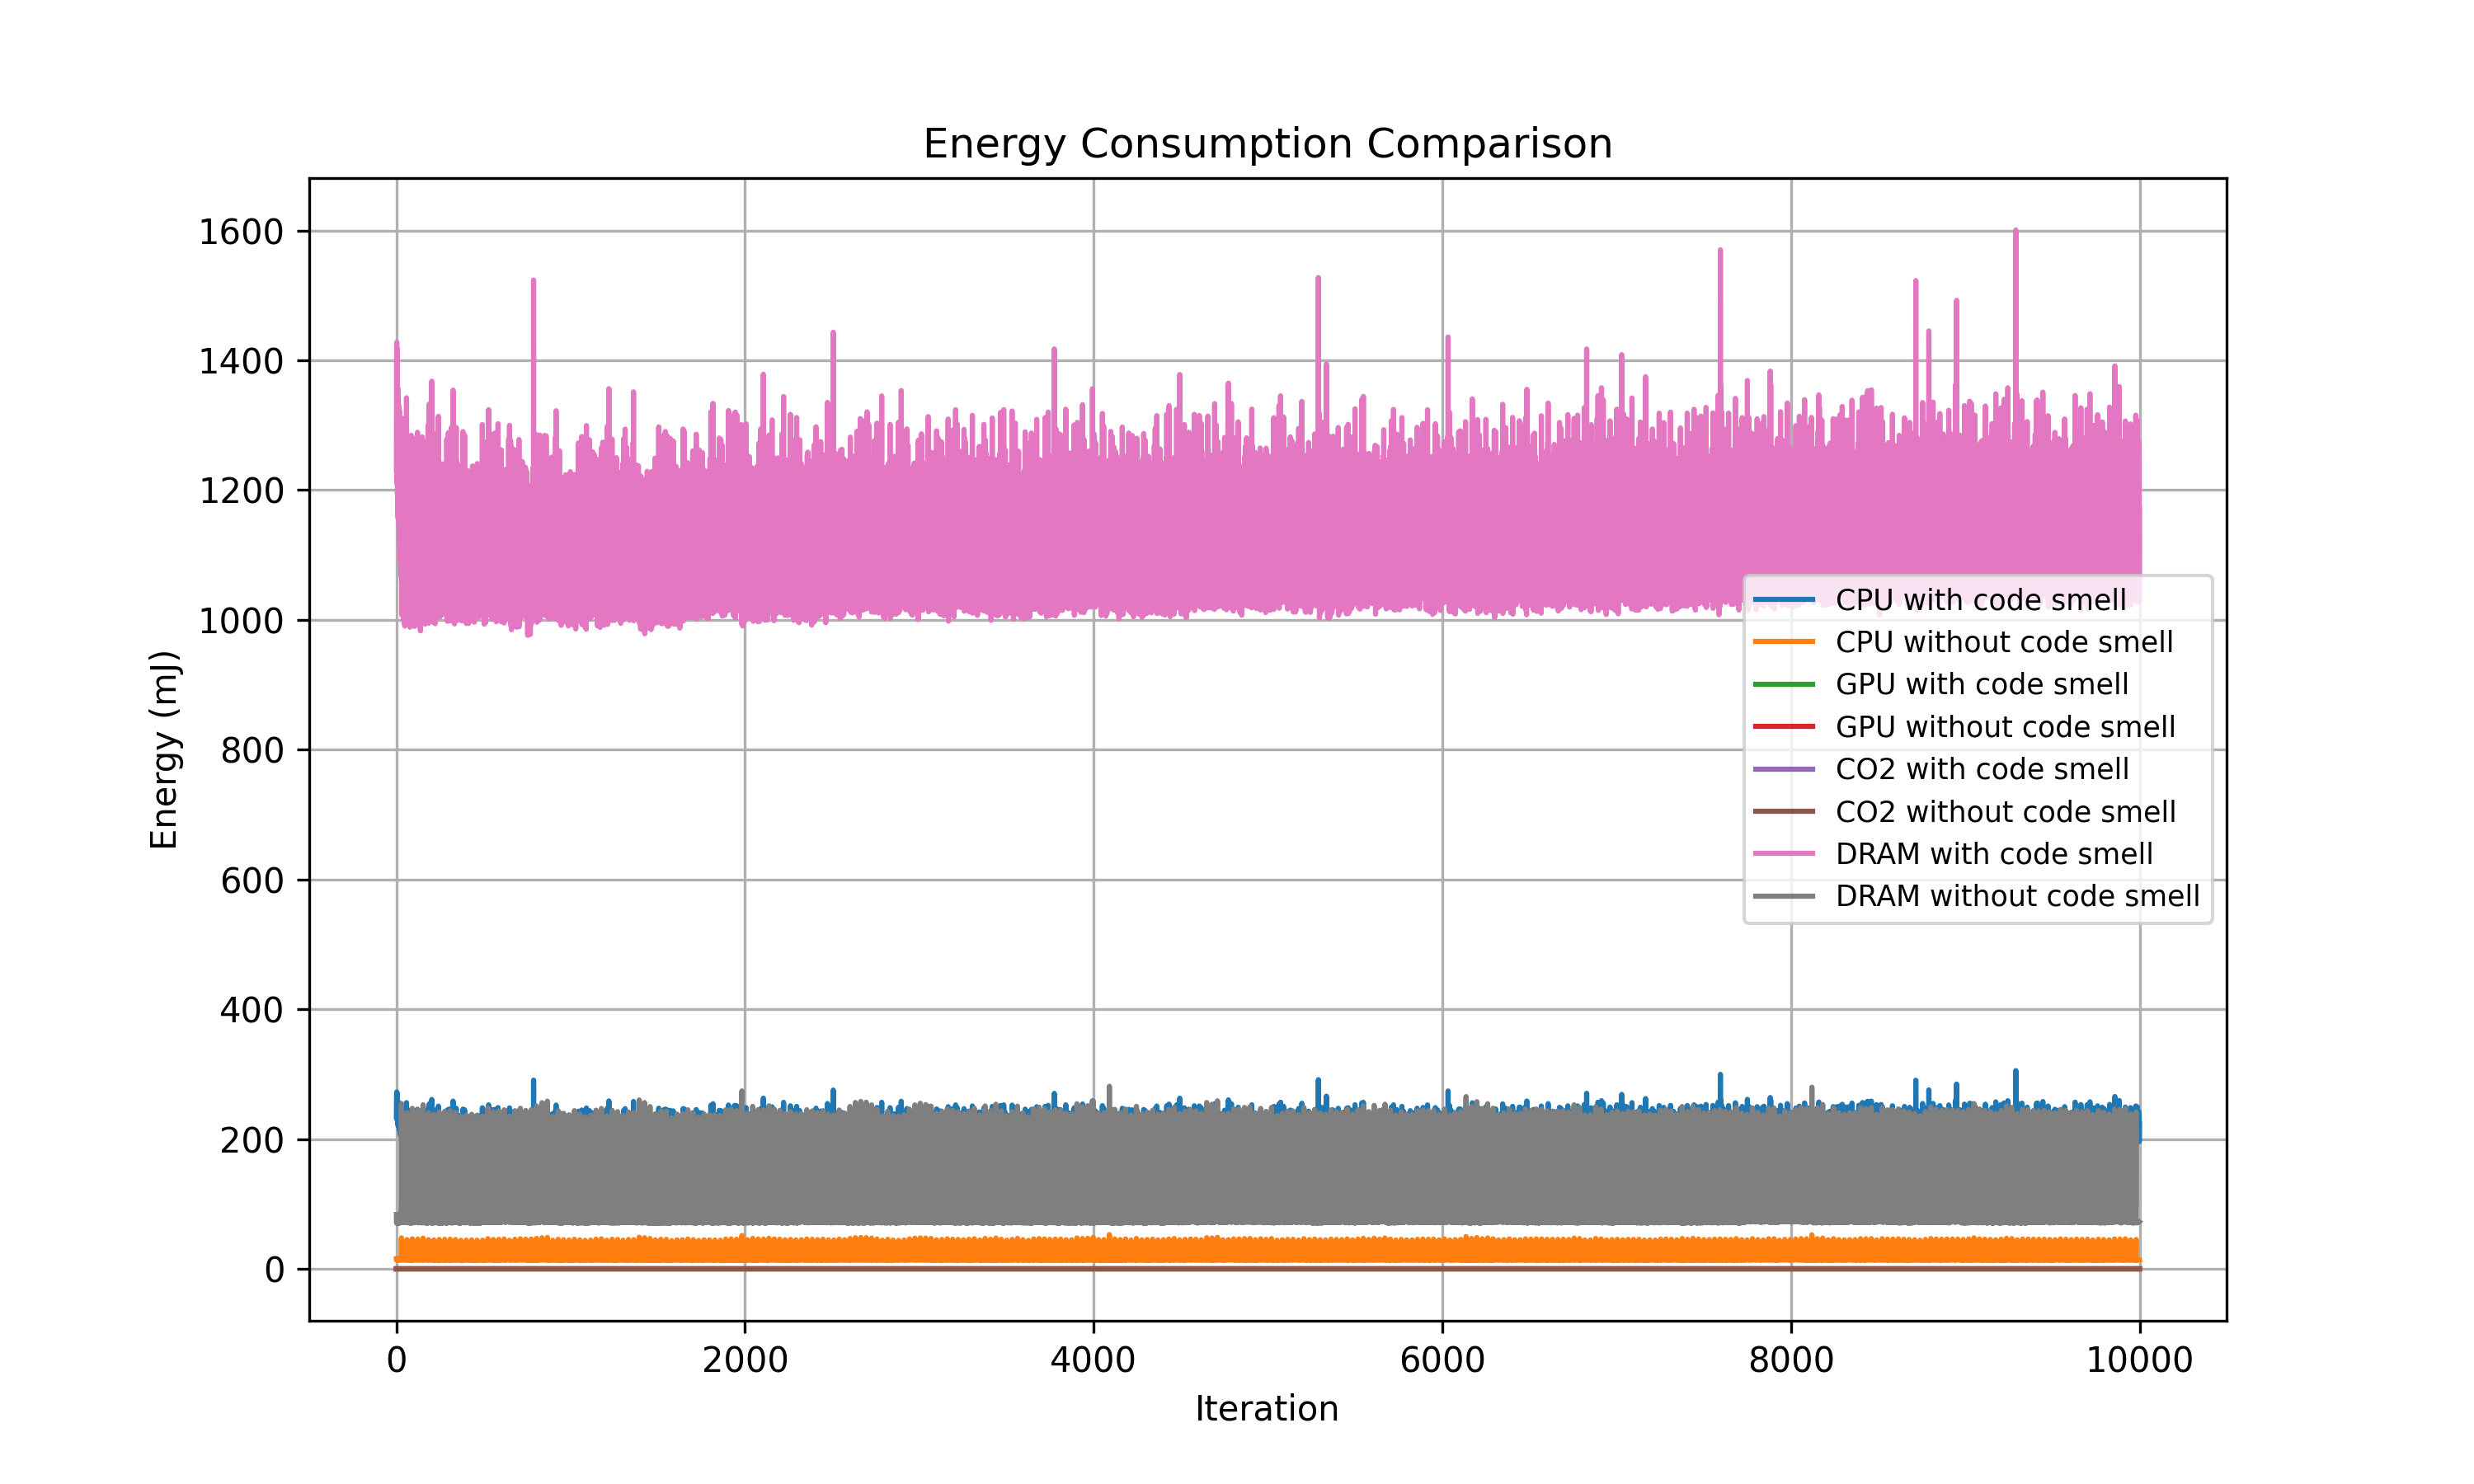 Energy Consumption Comparison
Energy (mJ)
1600
1400
1200
1000
800
600
400
200
0
CPU with code smell
CPU without code smell
GPU with code smell
GPU without code smell
CO2 with code smell
CO2 without code smell
DRAM with code smell
DRAM without code smell
0 2000 4000 6000 8000 10000
Iteration